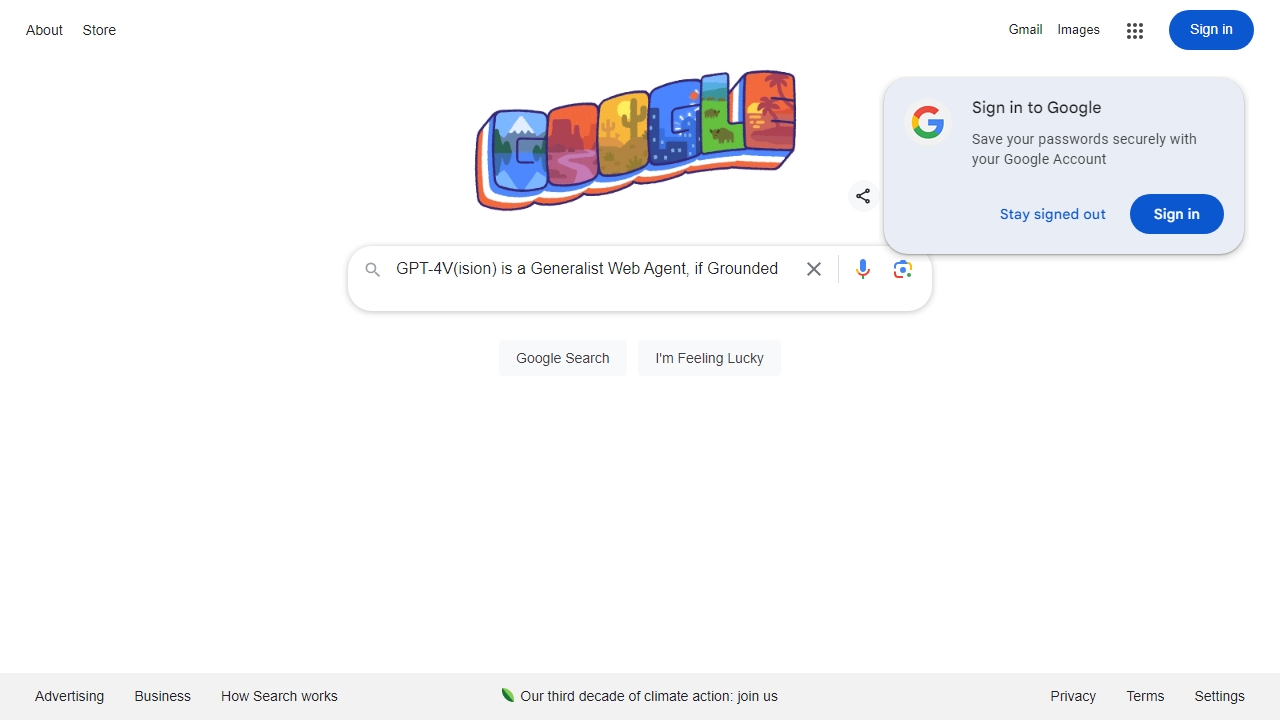 About Store Gmail Images Sign in
GOOGLE
Sign in to Google
Save your passwords securely with
your Google Account
Stay signed out Sign in
GPT-4V(ision) is a Generalist Web Agent, if Grounded
Google Search I'm Feeling Lucky
Advertising Business How Search works Our third decade of climate action: join us Privacy Terms Settings